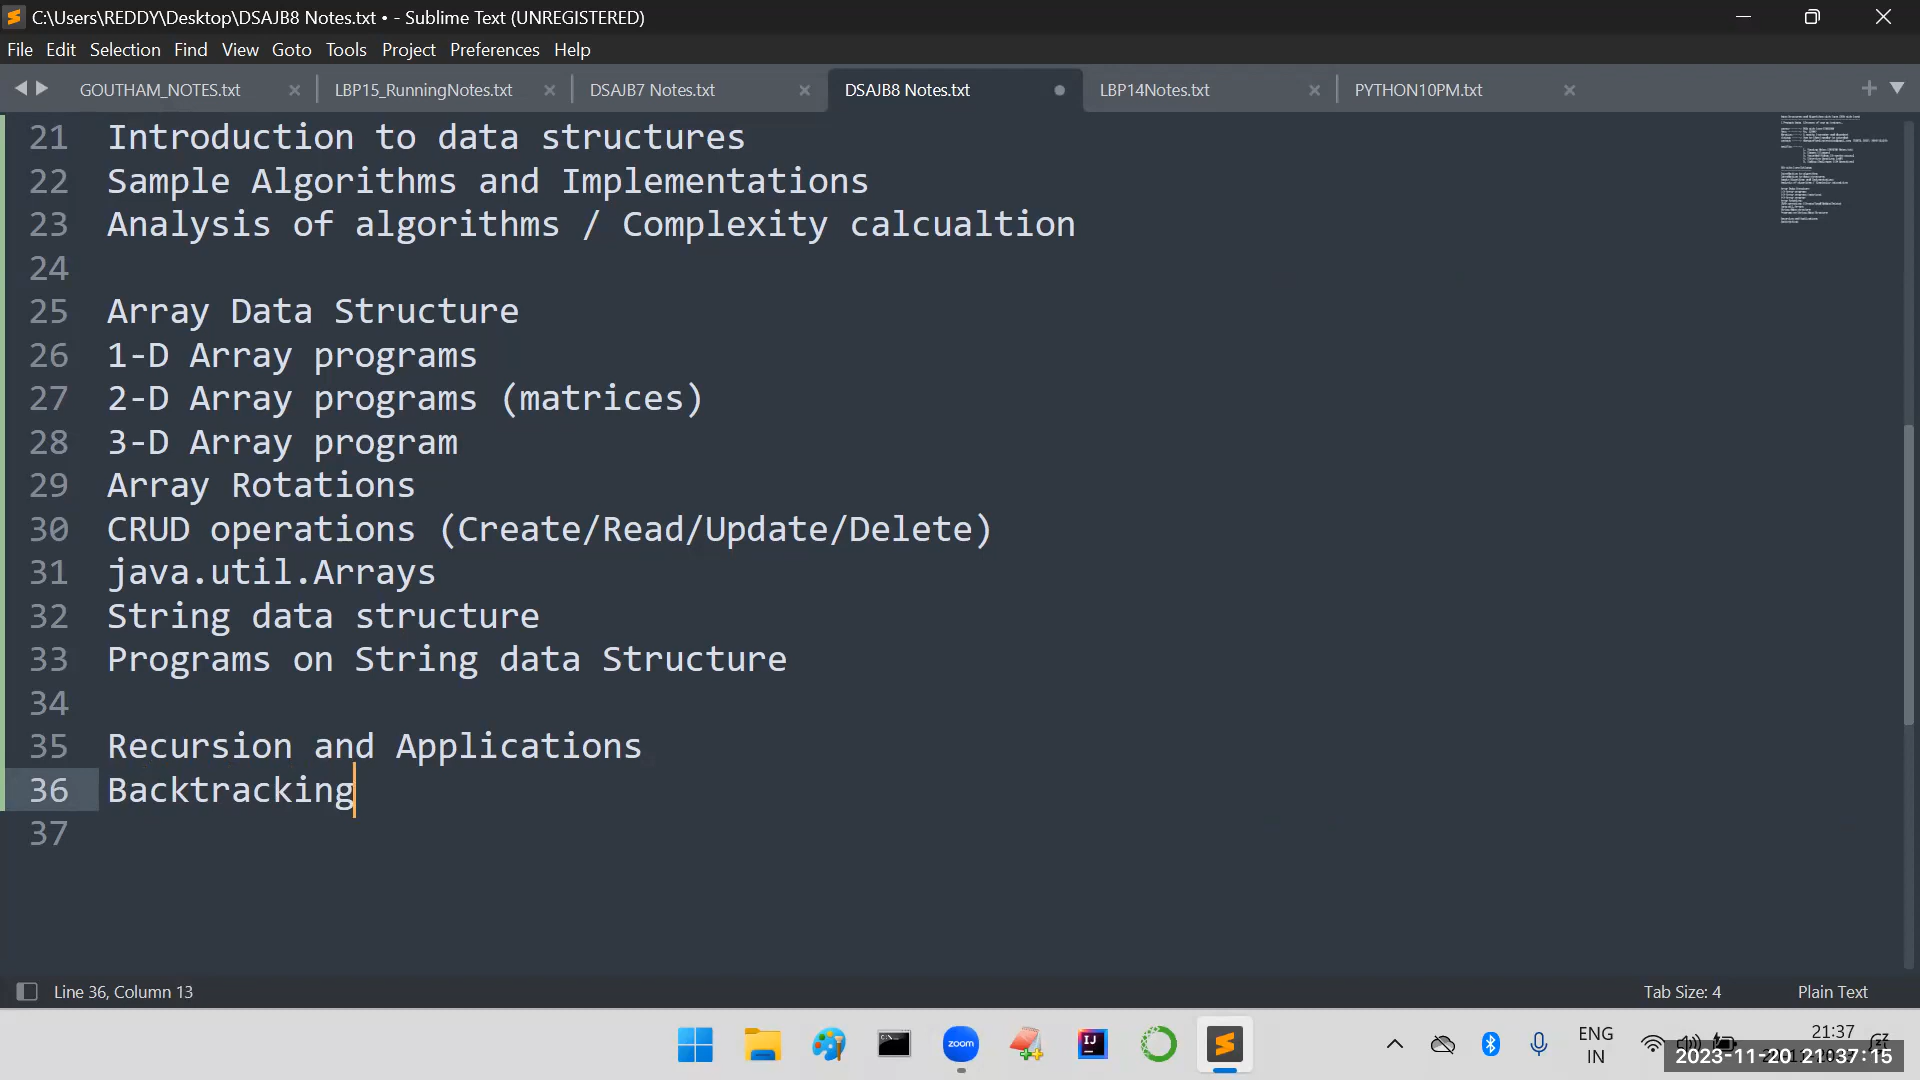 C:\Users\REDDY\Desktop\DSAJB8 Notes.txt • - Sublime Text (UNREGISTERED)
File Edit Selection Find View Goto Tools Project Preferences Help
GOUTHAM_NOTES.txt LBP15_RunningNotes.txt DSAJB7 Notes.txt DSAJB8 Notes.txt LBP14Notes.txt PYTHON10PM.txt
21 Introduction to data structures
22 Sample Algorithms and Implementations
23 Analysis of algorithms / Complexity calcualtion
24
25 Array Data Structure
26 1-D Array programs
27 2-D Array programs (matrices)
28 3-D Array program
29 Array Rotations
30 CRUD operations (Create/Read/Update/Delete)
31 java.util.Arrays
32 String data structure
33 Programs on String data Structure
34
35 Recursion and Applications
36 Backtracking
37
Line 36, Column 13 Tab Size: 4 Plain Text
zoom
IJ
ENG
IN
21:37
2023-11-20 21:37:15